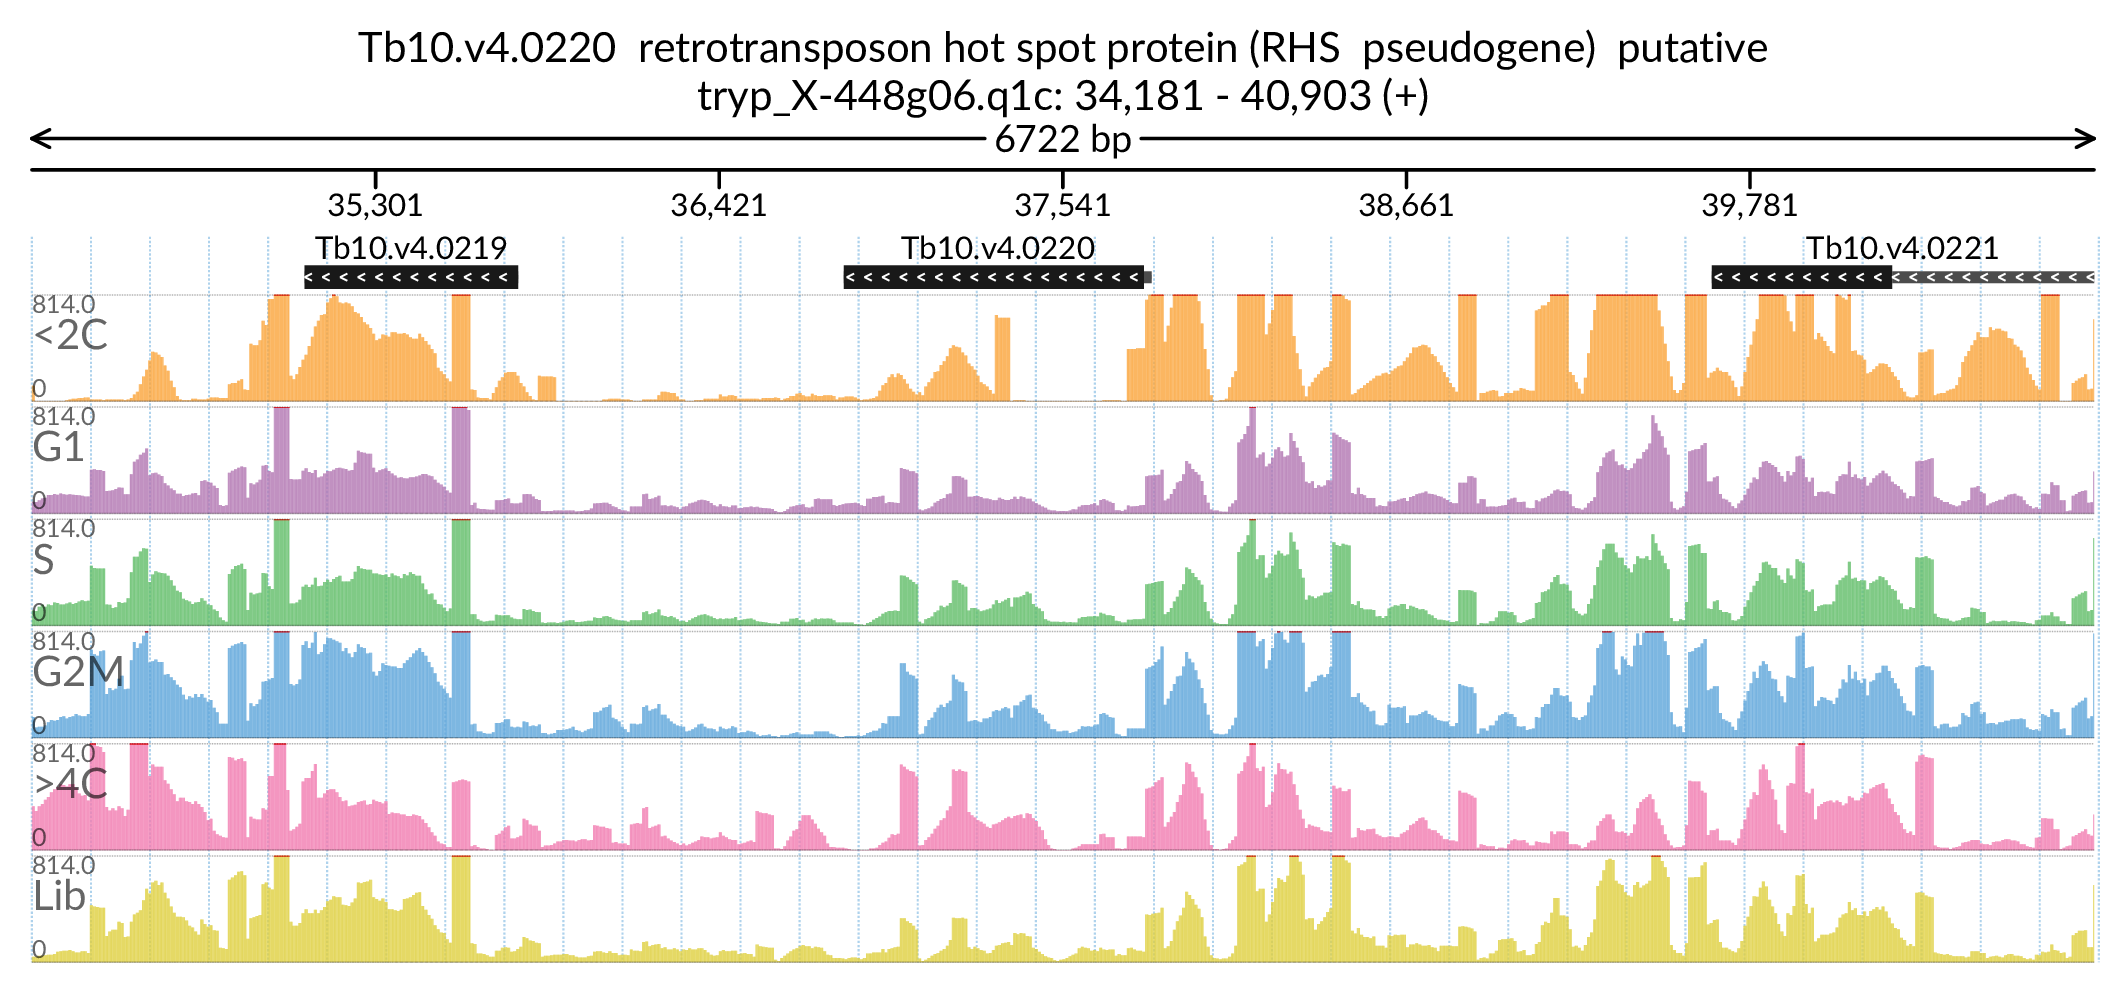 Tb10.v4.0220 retrotransposon hot spot protein (RHS pseudogene) putative
tryp_X-448g06.q1c: 34,181 - 40,903 (+)
6722 bp
35,301 36,421 37,541 38,661 39,781
Tb10.v4.0219 Tb10.v4.0220 Tb10.v4.0221
814.0
<2C
0
814.0
G1
0
814.0
S
0
814.0
G2M
0
814.0
>4C
0
814.0
Lib
0